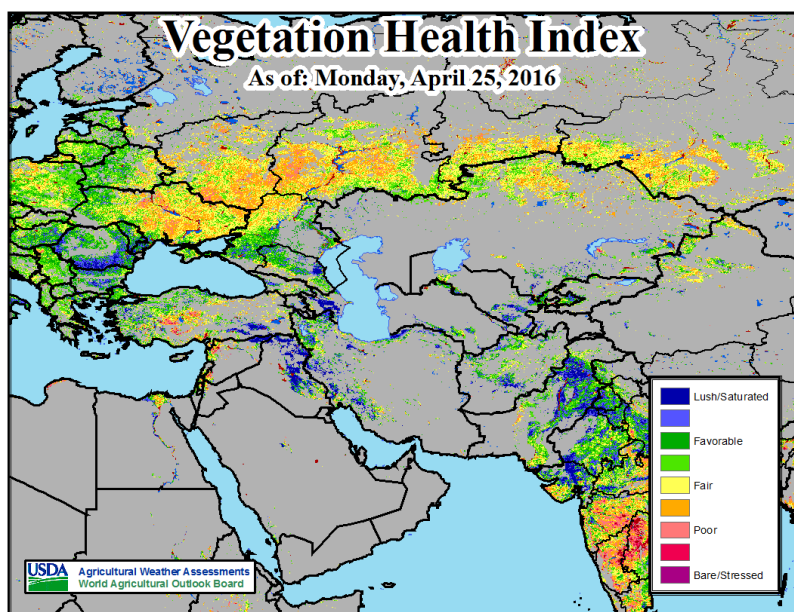 Vegetation Health Index
As of: Monday, April 25, 2016
Lush/Saturated
Favorable
Fair
Poor
Bare/Stressed
USDA
Agricultural Weather Assessments
World Agricultural Outlook Board